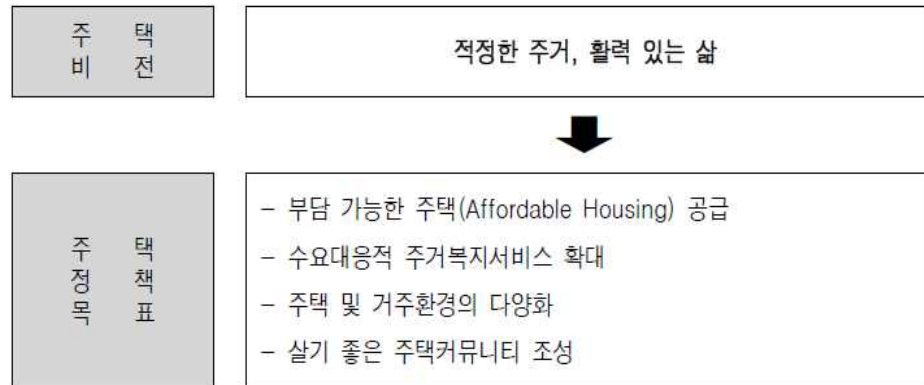 주 택
비 전
적정한 주거, 활력 있는 삶
주 택
정 책
목 표
– 부담 가능한 주택(Affordable Housing) 공급
– 수요대응적 주거복지서비스 확대
– 주택 및 거주환경의 다양화
– 살기 좋은 주택커뮤니티 조성